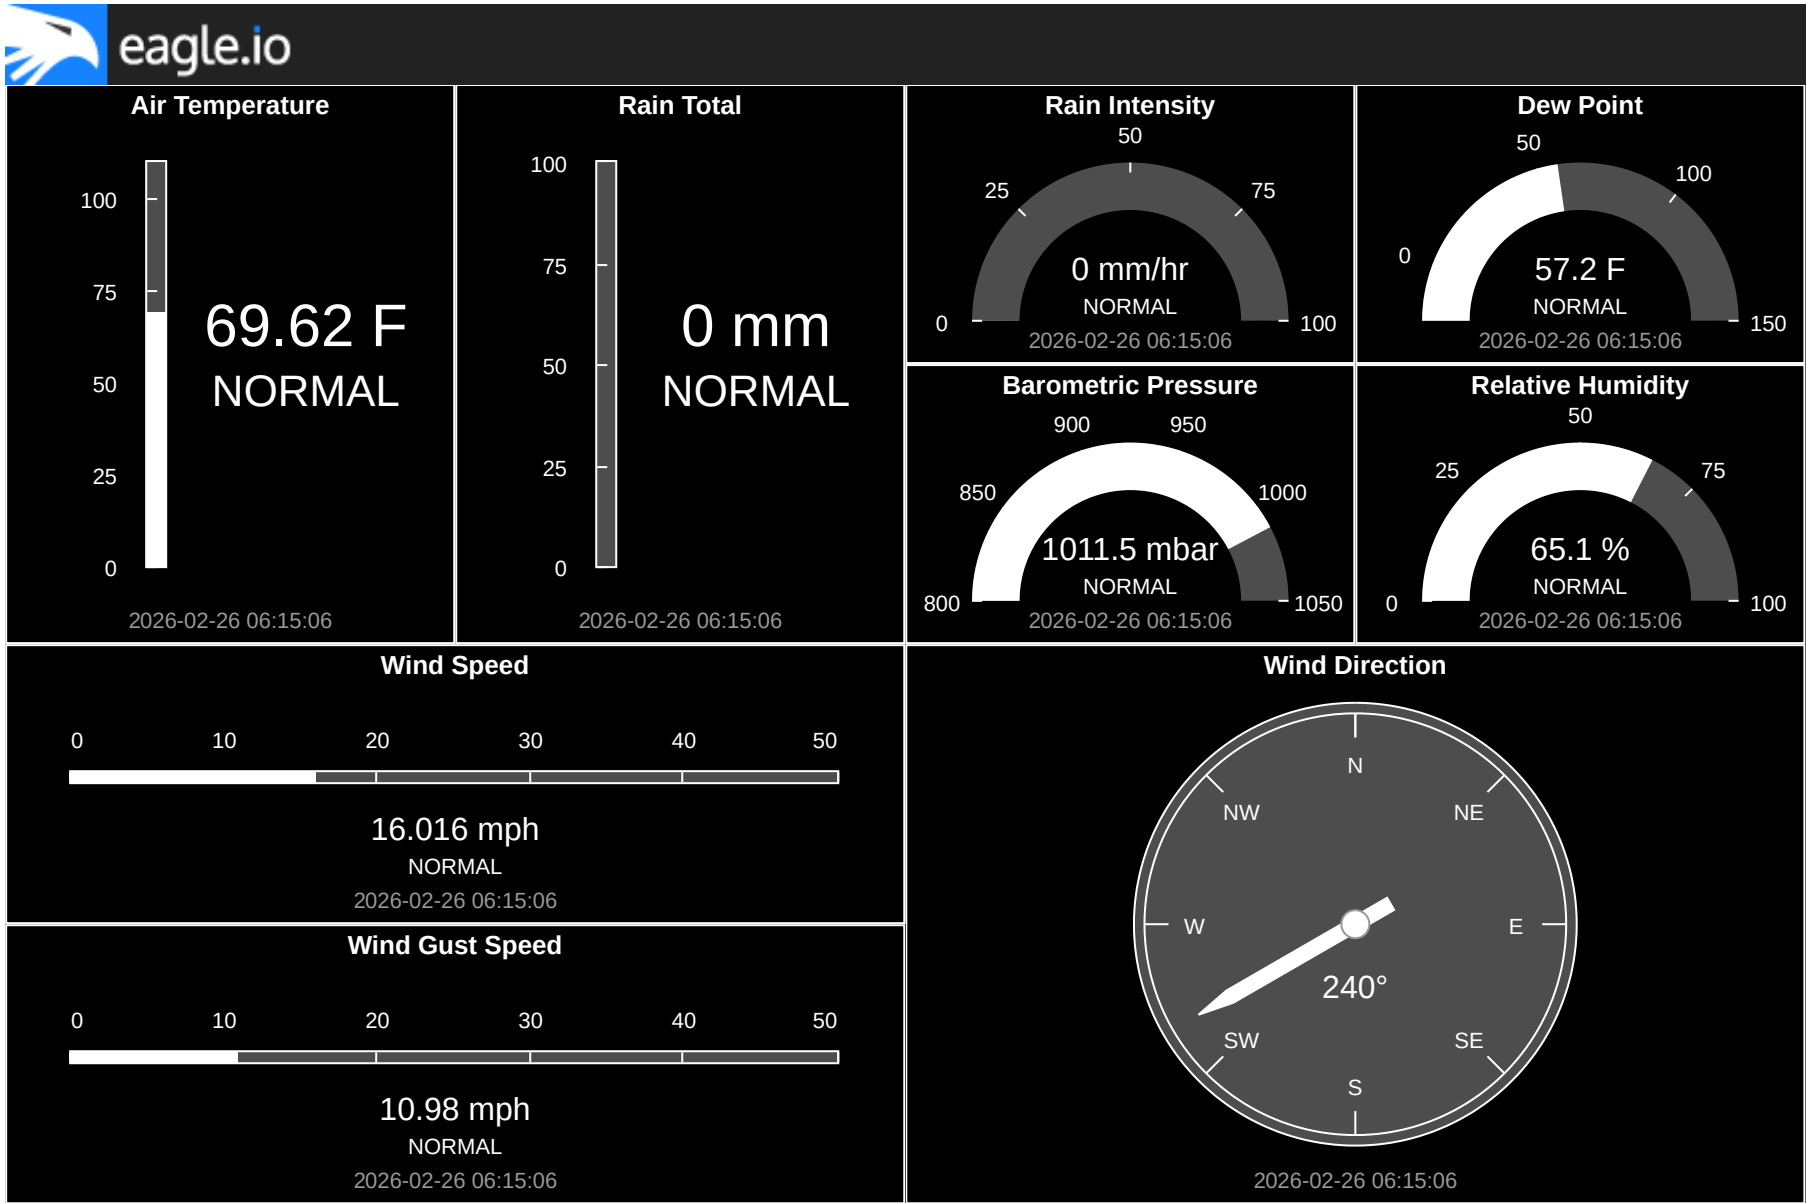 eagle.io
Air Temperature
100
75
50
25
0
69.62 F
NORMAL
2026-02-26 06:15:06
Rain Total
100
75
50
25
0
0 mm
NORMAL
2026-02-26 06:15:06
Rain Intensity
50
25
75
0
100
0 mm/hr
NORMAL
2026-02-26 06:15:06
Dew Point
50
100
0
150
57.2 F
NORMAL
2026-02-26 06:15:06
Barometric Pressure
900 950
850 1000
800 1050
1011.5 mbar
NORMAL
2026-02-26 06:15:06
Relative Humidity
50
25 75
0 100
65.1 %
NORMAL
2026-02-26 06:15:06
Wind Speed
0 10 20 30 40 50
16.016 mph
NORMAL
2026-02-26 06:15:06
Wind Gust Speed
0 10 20 30 40 50
10.98 mph
NORMAL
2026-02-26 06:15:06
Wind Direction
N
NW NE
W E
240°
SW SE
S
2026-02-26 06:15:06